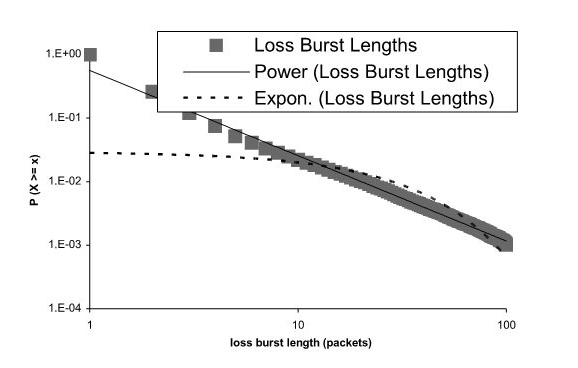 Loss Burst Lengths
Power (Loss Burst Lengths)
Expon. (Loss Burst Lengths)
1.E+00
1.E-01
1.E-02
1.E-03
1.E-04
P (X >= x)
1 10 100
loss burst length (packets)